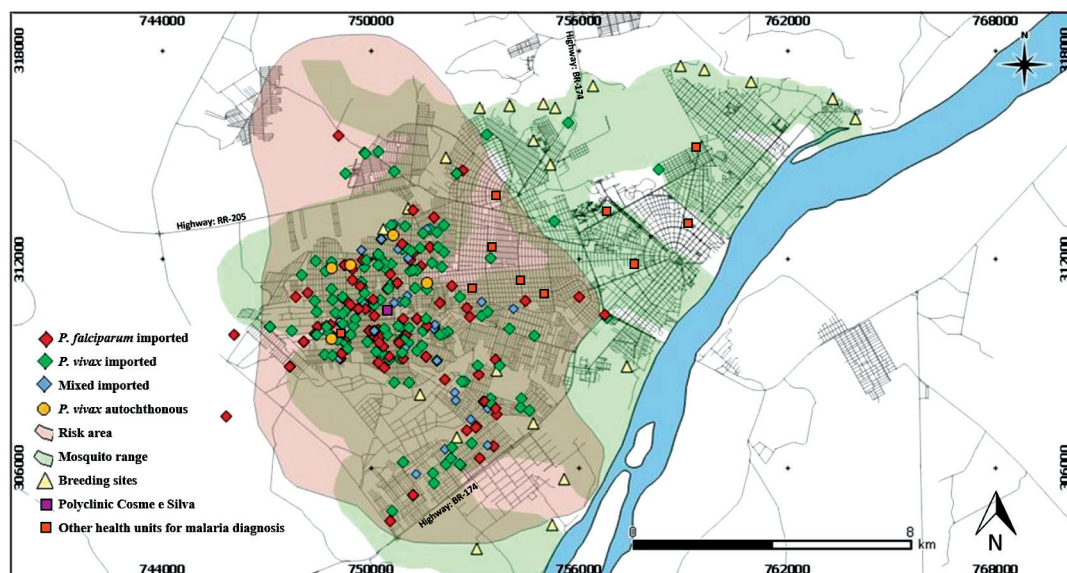 744000 750000 756000 762000 768000
318000 318000
N
Highway: BR-174
Highway: RR-205
312000 312000
P. falciparum imported
P. vivax imported
Mixed imported
P. vivax autochthonous
Risk area
Mosquito range
Breeding sites
Polyclinic Cosme e Silva
Other health units for malaria diagnosis
306000 306000
Highway: BR-174
N
0 8
km
744000 750000 756000 762000 768000